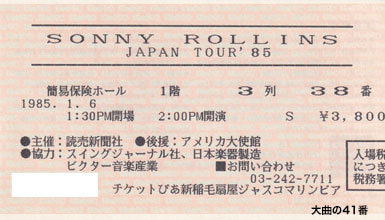 SONNY ROLLINS
JAPAN TOUR'85
簡易保険ホール 1階 3列 38番
1985. 1. 6
1:30PM開場 2:00PM開演 S ¥3,800
●主催：読売新聞社 ●後援：アメリカ大使館
●協力：スイングジャーナル社、日本楽器製造
ビクター音楽産業 ■お問い合わせ
03-242-7711
チケットぴあ新稲毛扇屋ジャスコマリンピア
入場税
につき
税務署
大曲の41番